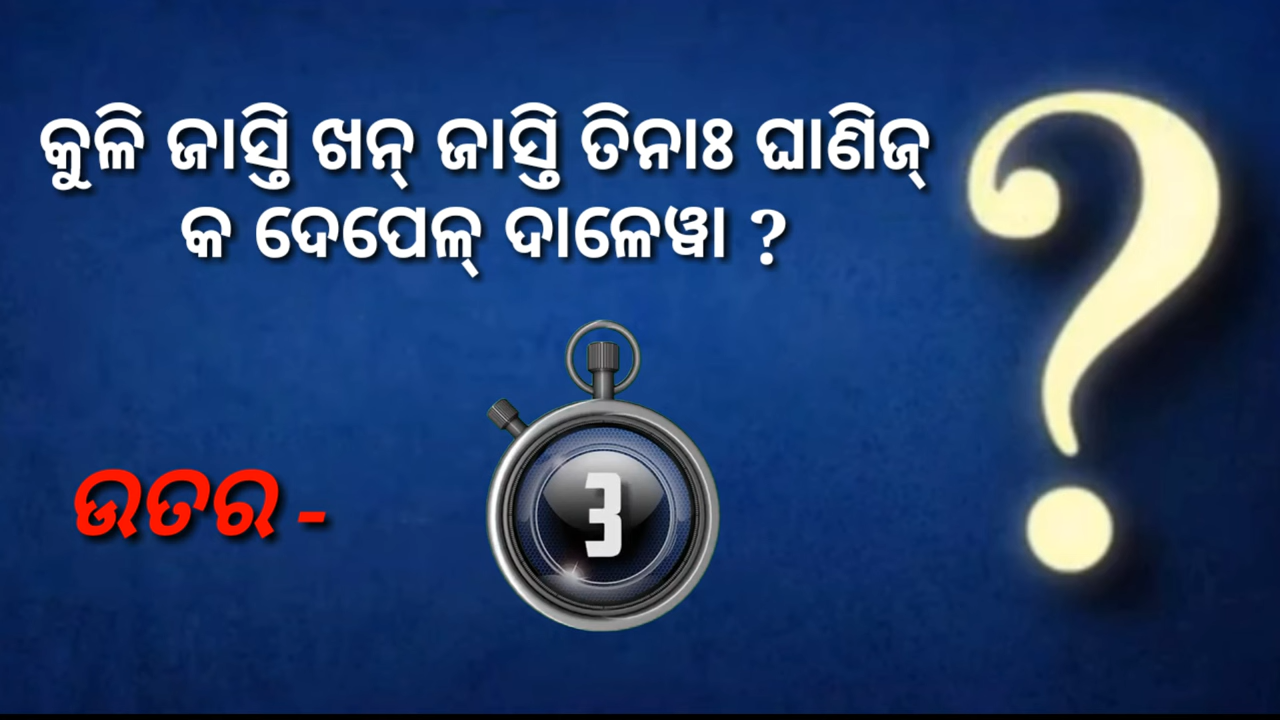 କୁଳି ଜାସ୍ତି ଖନ୍ ଜାସ୍ତି ତିନାଃ ଘାଣିଜ୍
କ ଦେପେଲ୍ ଦାଳେୱା ?
ଉତର -
3